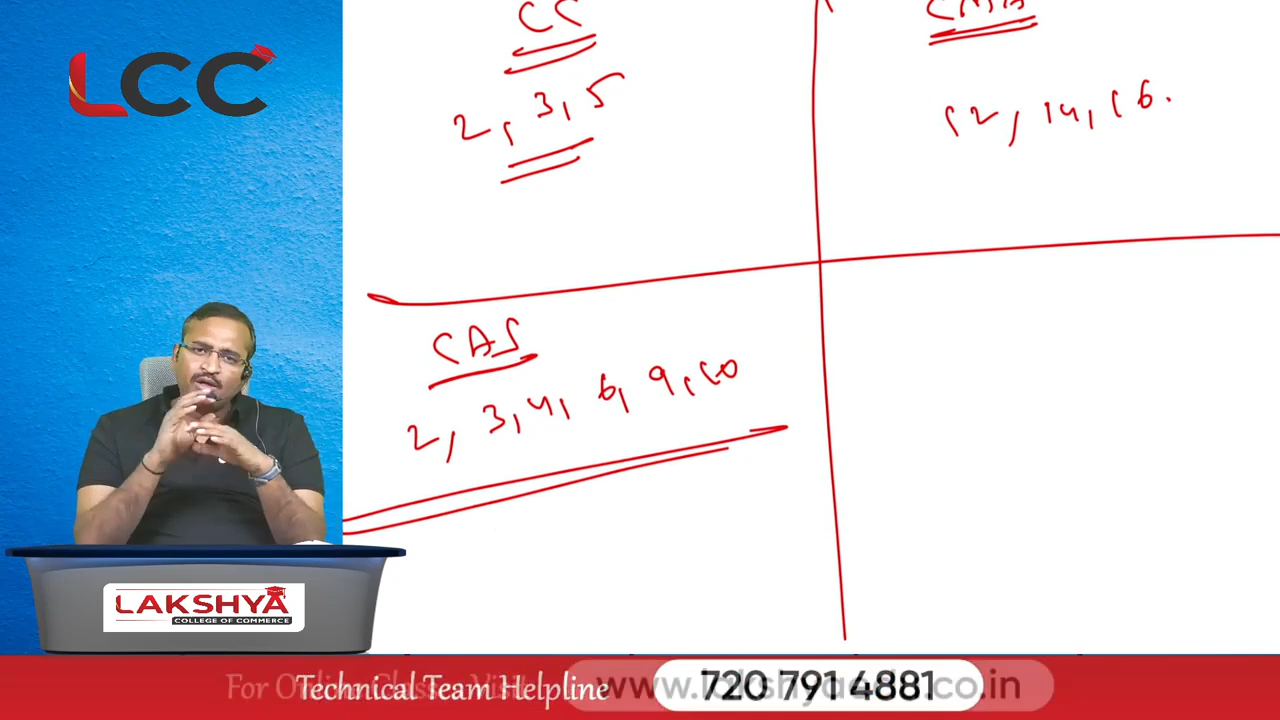 LCC
CC
2, 3, 5
CMA
12, 14, 16.
CAS
2, 3, 4, 6, 9, 10
LAKSHYA
COLLEGE OF COMMERCE
Technical Team Helpline
720 791 4881